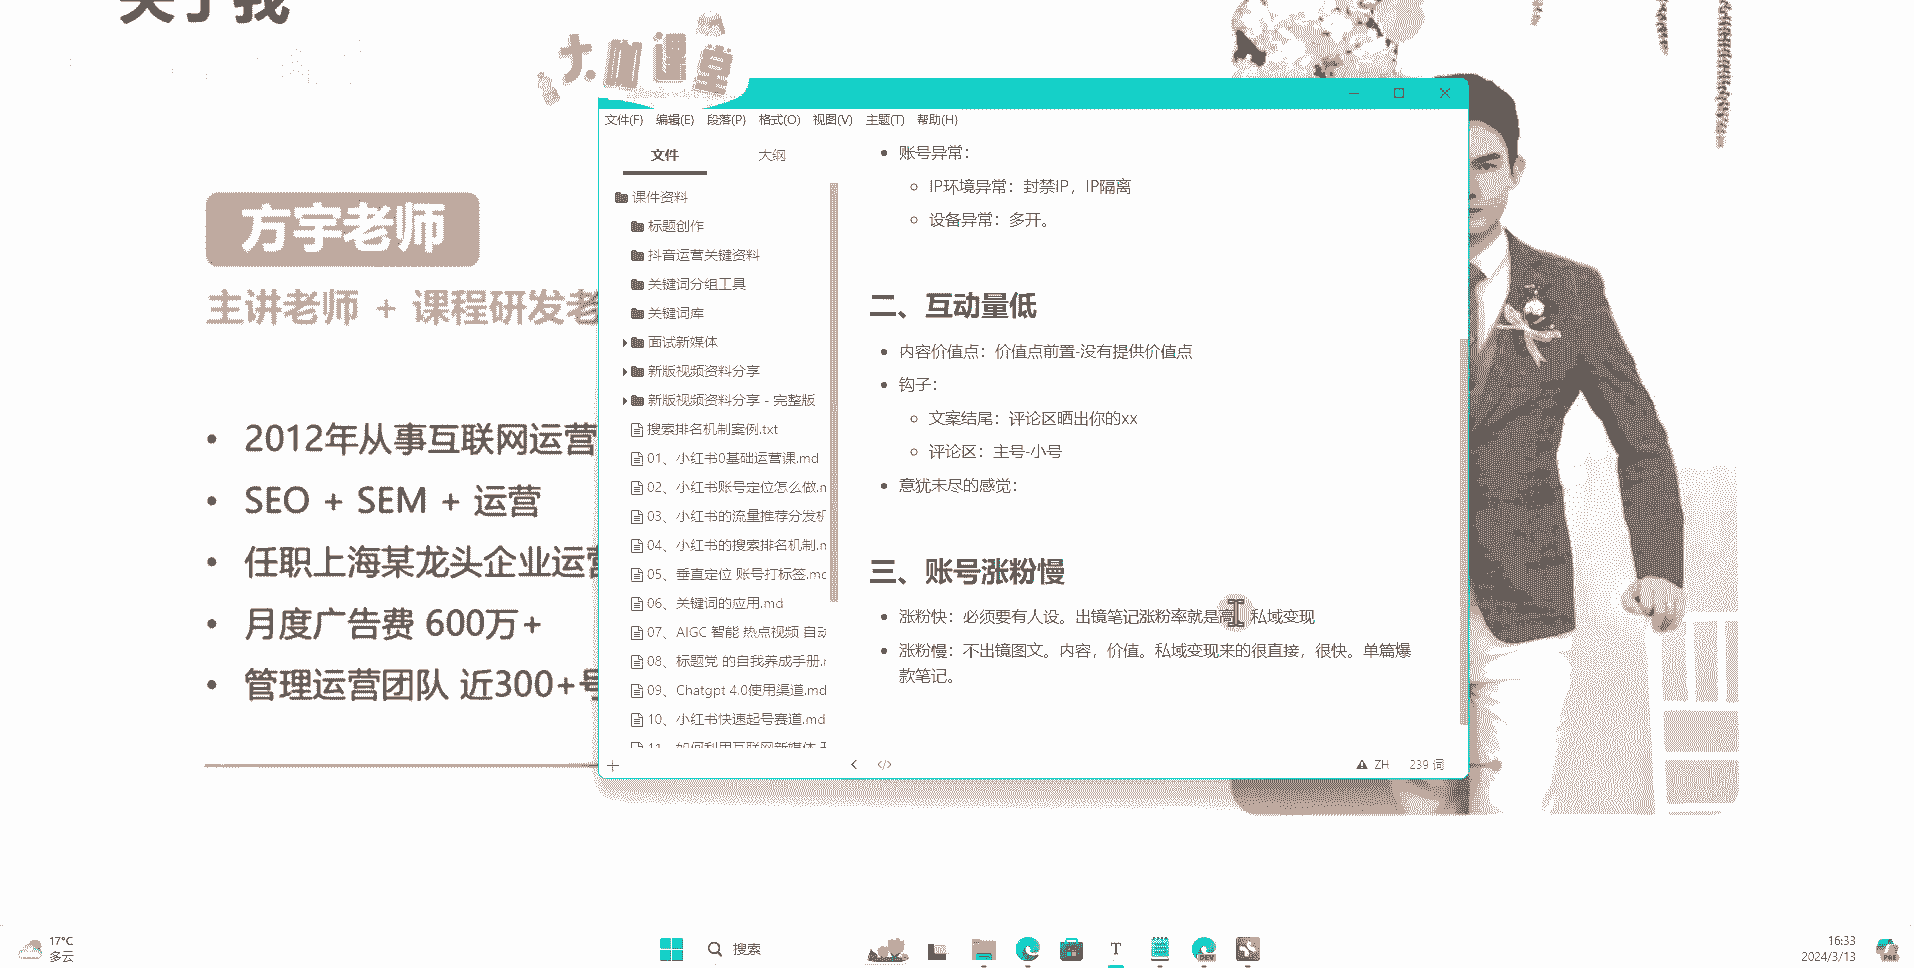 关于我
大咖课堂
方宇老师
主讲老师 + 课程研发老
2012年从事互联网运营
SEO + SEM + 运营
任职上海某龙头企业运营
月度广告费 600万+
管理运营团队 近300+号
文件(F) 编辑(E) 段落(P) 格式(O) 视图(V) 主题(T) 帮助(H)
文件 大纲
课件资料
标题创作
抖音运营关键资料
关键词分组工具
关键词库
面试新媒体
新版视频资料分享
新版视频资料分享 - 完整版
搜索排名机制案例.txt
01、小红书0基础运营课.md
02、小红书账号定位怎么做.m
03、小红书的流量推荐分发机
04、小红书的搜索排名机制.m
05、垂直定位 账号打标签.md
06、关键词的应用.md
07、AIGC 智能 热点视频 自动
08、标题党 的自我养成手册.m
09、Chatgpt 4.0使用渠道.md
10、小红书快速起号赛道.md
11、如何利用互联网新媒体
账号异常：
IP环境异常：封禁IP，IP隔离
设备异常：多开。
二、互动量低
内容价值点：价值点前置-没有提供价值点
钩子：
文案结尾：评论区晒出你的xx
评论区：主号-小号
意犹未尽的感觉：
三、账号涨粉慢
涨粉快：必须要有人设。出镜笔记涨粉率就是高 私域变现
涨粉慢：不出镜图文。内容，价值。私域变现来的很直接，很快。单篇爆
款笔记。
ZH 239 词
17°C
多云
搜索
16:33
2024/3/13